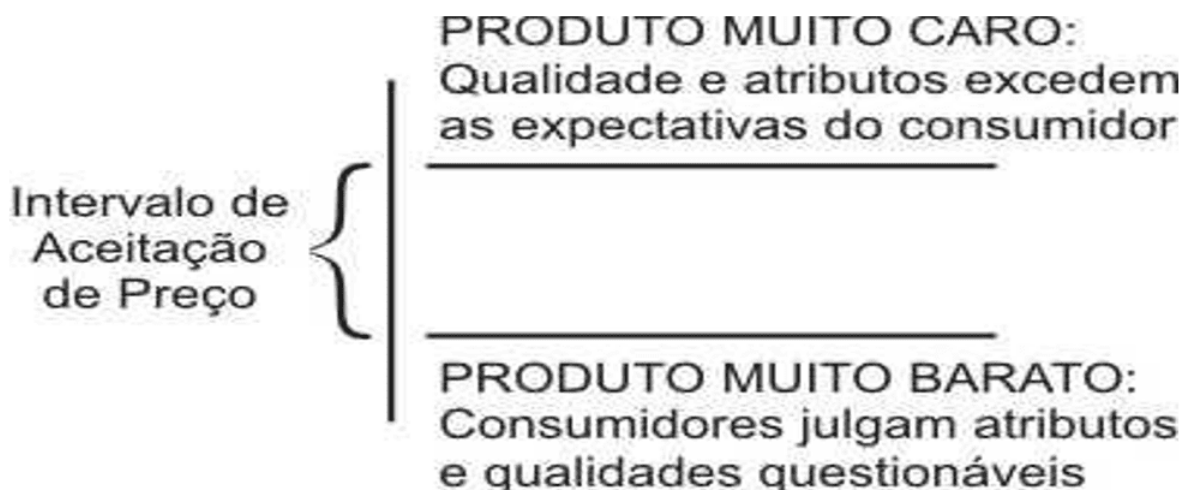 PRODUTO MUITO CARO:
Qualidade e atributos excedem
as expectativas do consumidor
Intervalo de
Aceitação
de Preço
PRODUTO MUITO BARATO:
Consumidores julgam atributos
e qualidades questionáveis